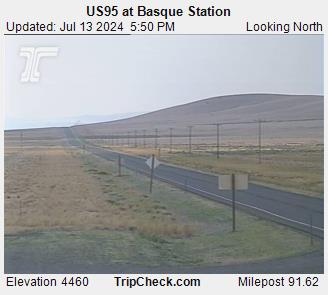 US95 at Basque Station
Updated: Jul 13 2024 5:50 PM Looking North
Elevation 4460 TripCheck.com Milepost 91.62